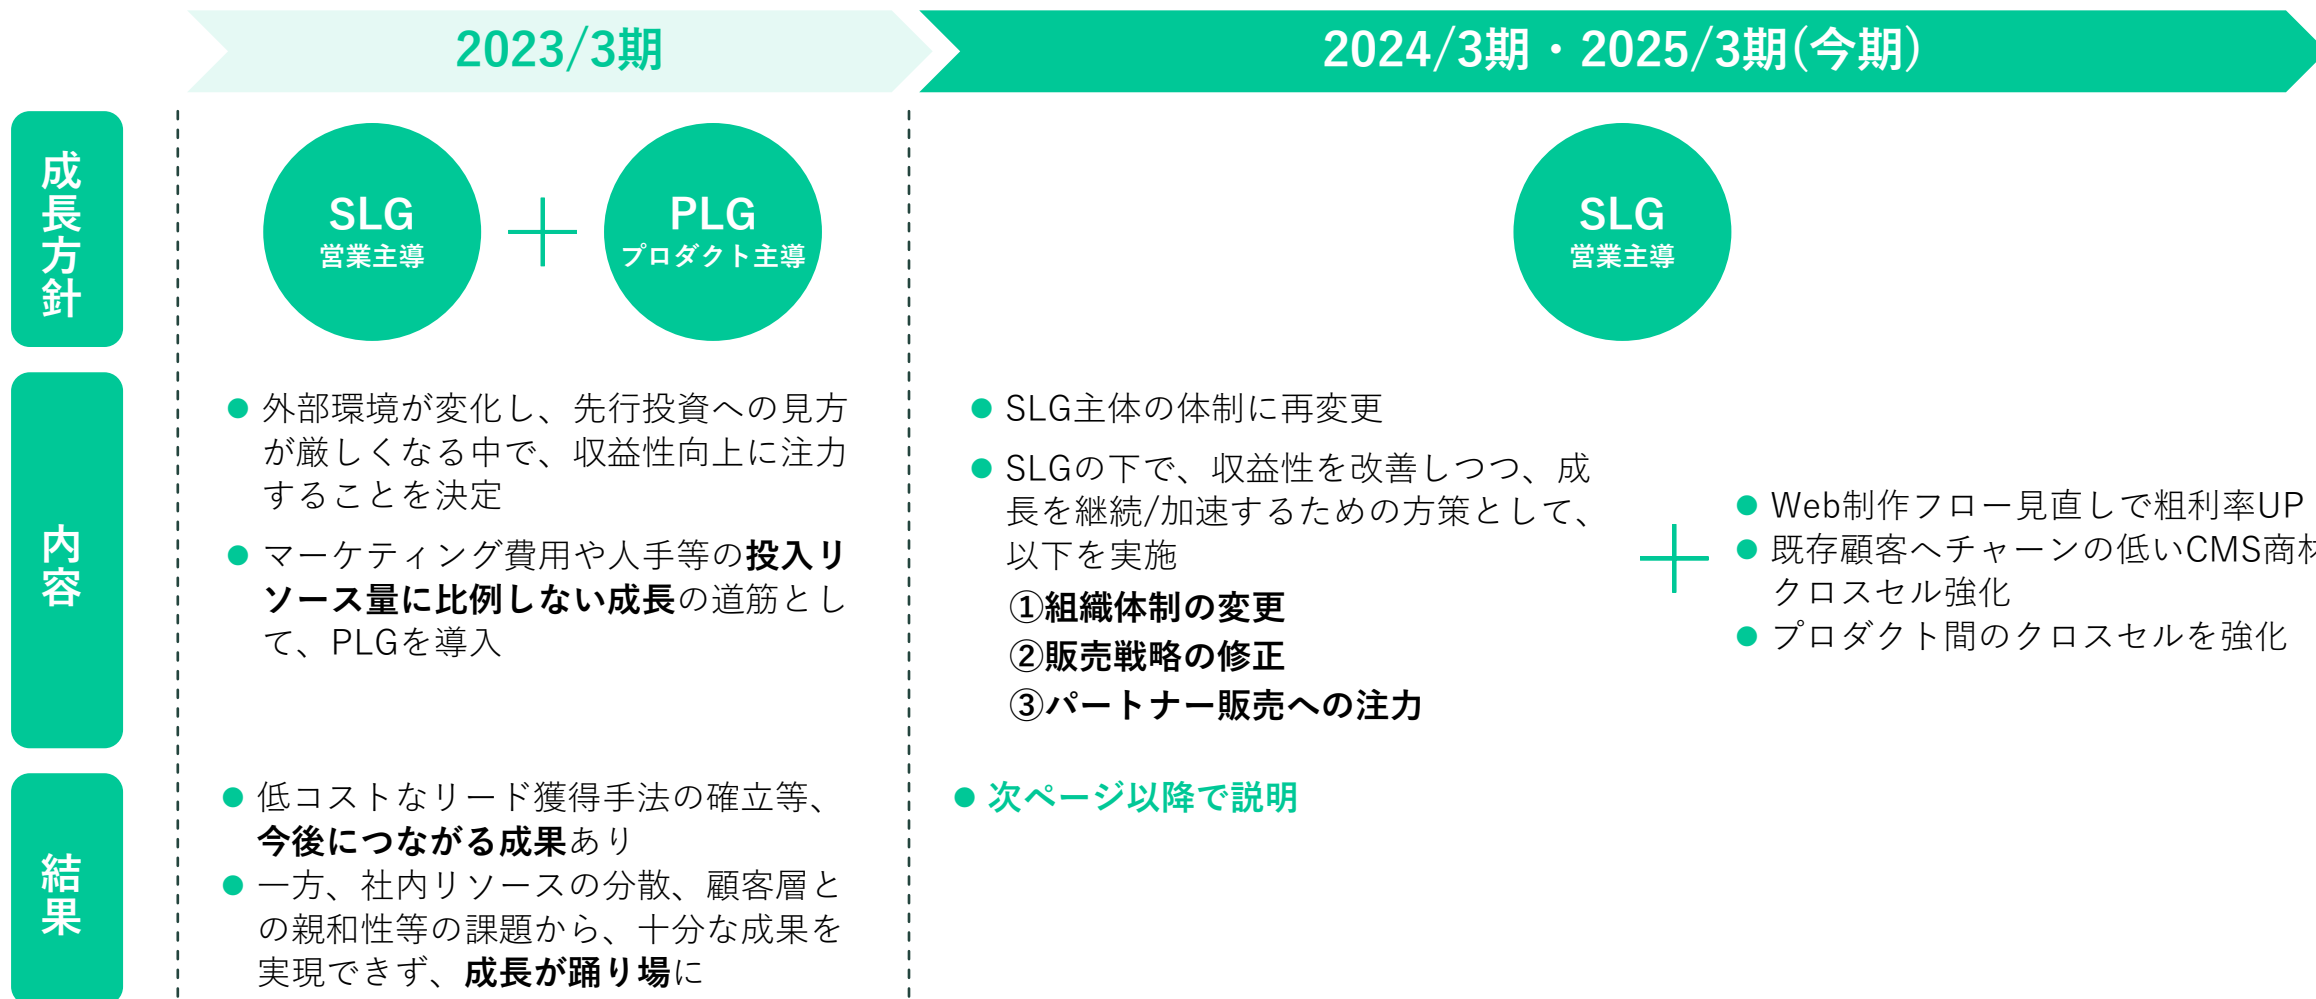 2023/3期
2024/3期・2025/3期(今期)
成長方針
SLG
営業主導
PLG
プロダクト主導
SLG
営業主導
内容
● 外部環境が変化し、先行投資への見方
が厳しくなる中で、収益性向上に注力
することを決定
● マーケティング費用や人手等の投入リ
ソース量に比例しない成長の道筋とし
て、PLGを導入
● SLG主体の体制に再変更
● SLGの下で、収益性を改善しつつ、成
長を継続/加速するための方策として、
以下を実施
①組織体制の変更
②販売戦略の修正
③パートナー販売への注力
● Web制作フロー見直しで粗利率UP
● 既存顧客へチャーンの低いCMS商材
クロスセル強化
● プロダクト間のクロスセルを強化
結果
● 低コストなリード獲得手法の確立等、
今後につながる成果あり
● 一方、社内リソースの分散、顧客層と
の親和性等の課題から、十分な成果を
実現できず、成長が踊り場に
● 次ページ以降で説明